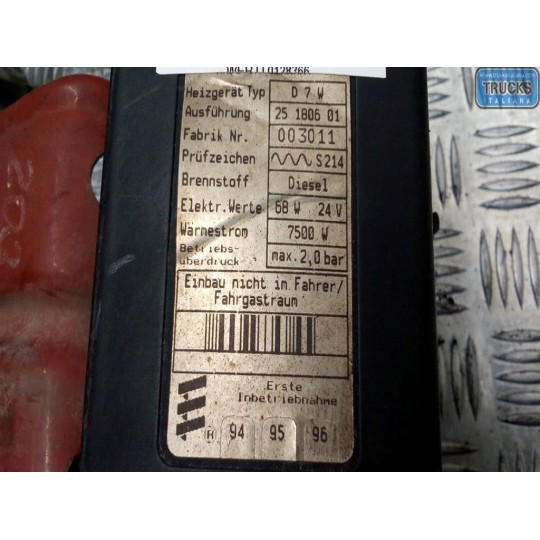 TRUCKS
ITALIANA
Heizgerät Typ D 7 W
Ausführung 25 1806 01
Fabrik Nr. 003011
Prüfzeichen S214
Brennstoff Diesel
Elektr.Werte 68 W 24 V
Wärmestrom 7500 W
Betriebs-
überdruck max.2,0 bar
Einbau nicht im Fahrer/
Fahrgastraum
Erste
Inbetriebnahme
94 95 96